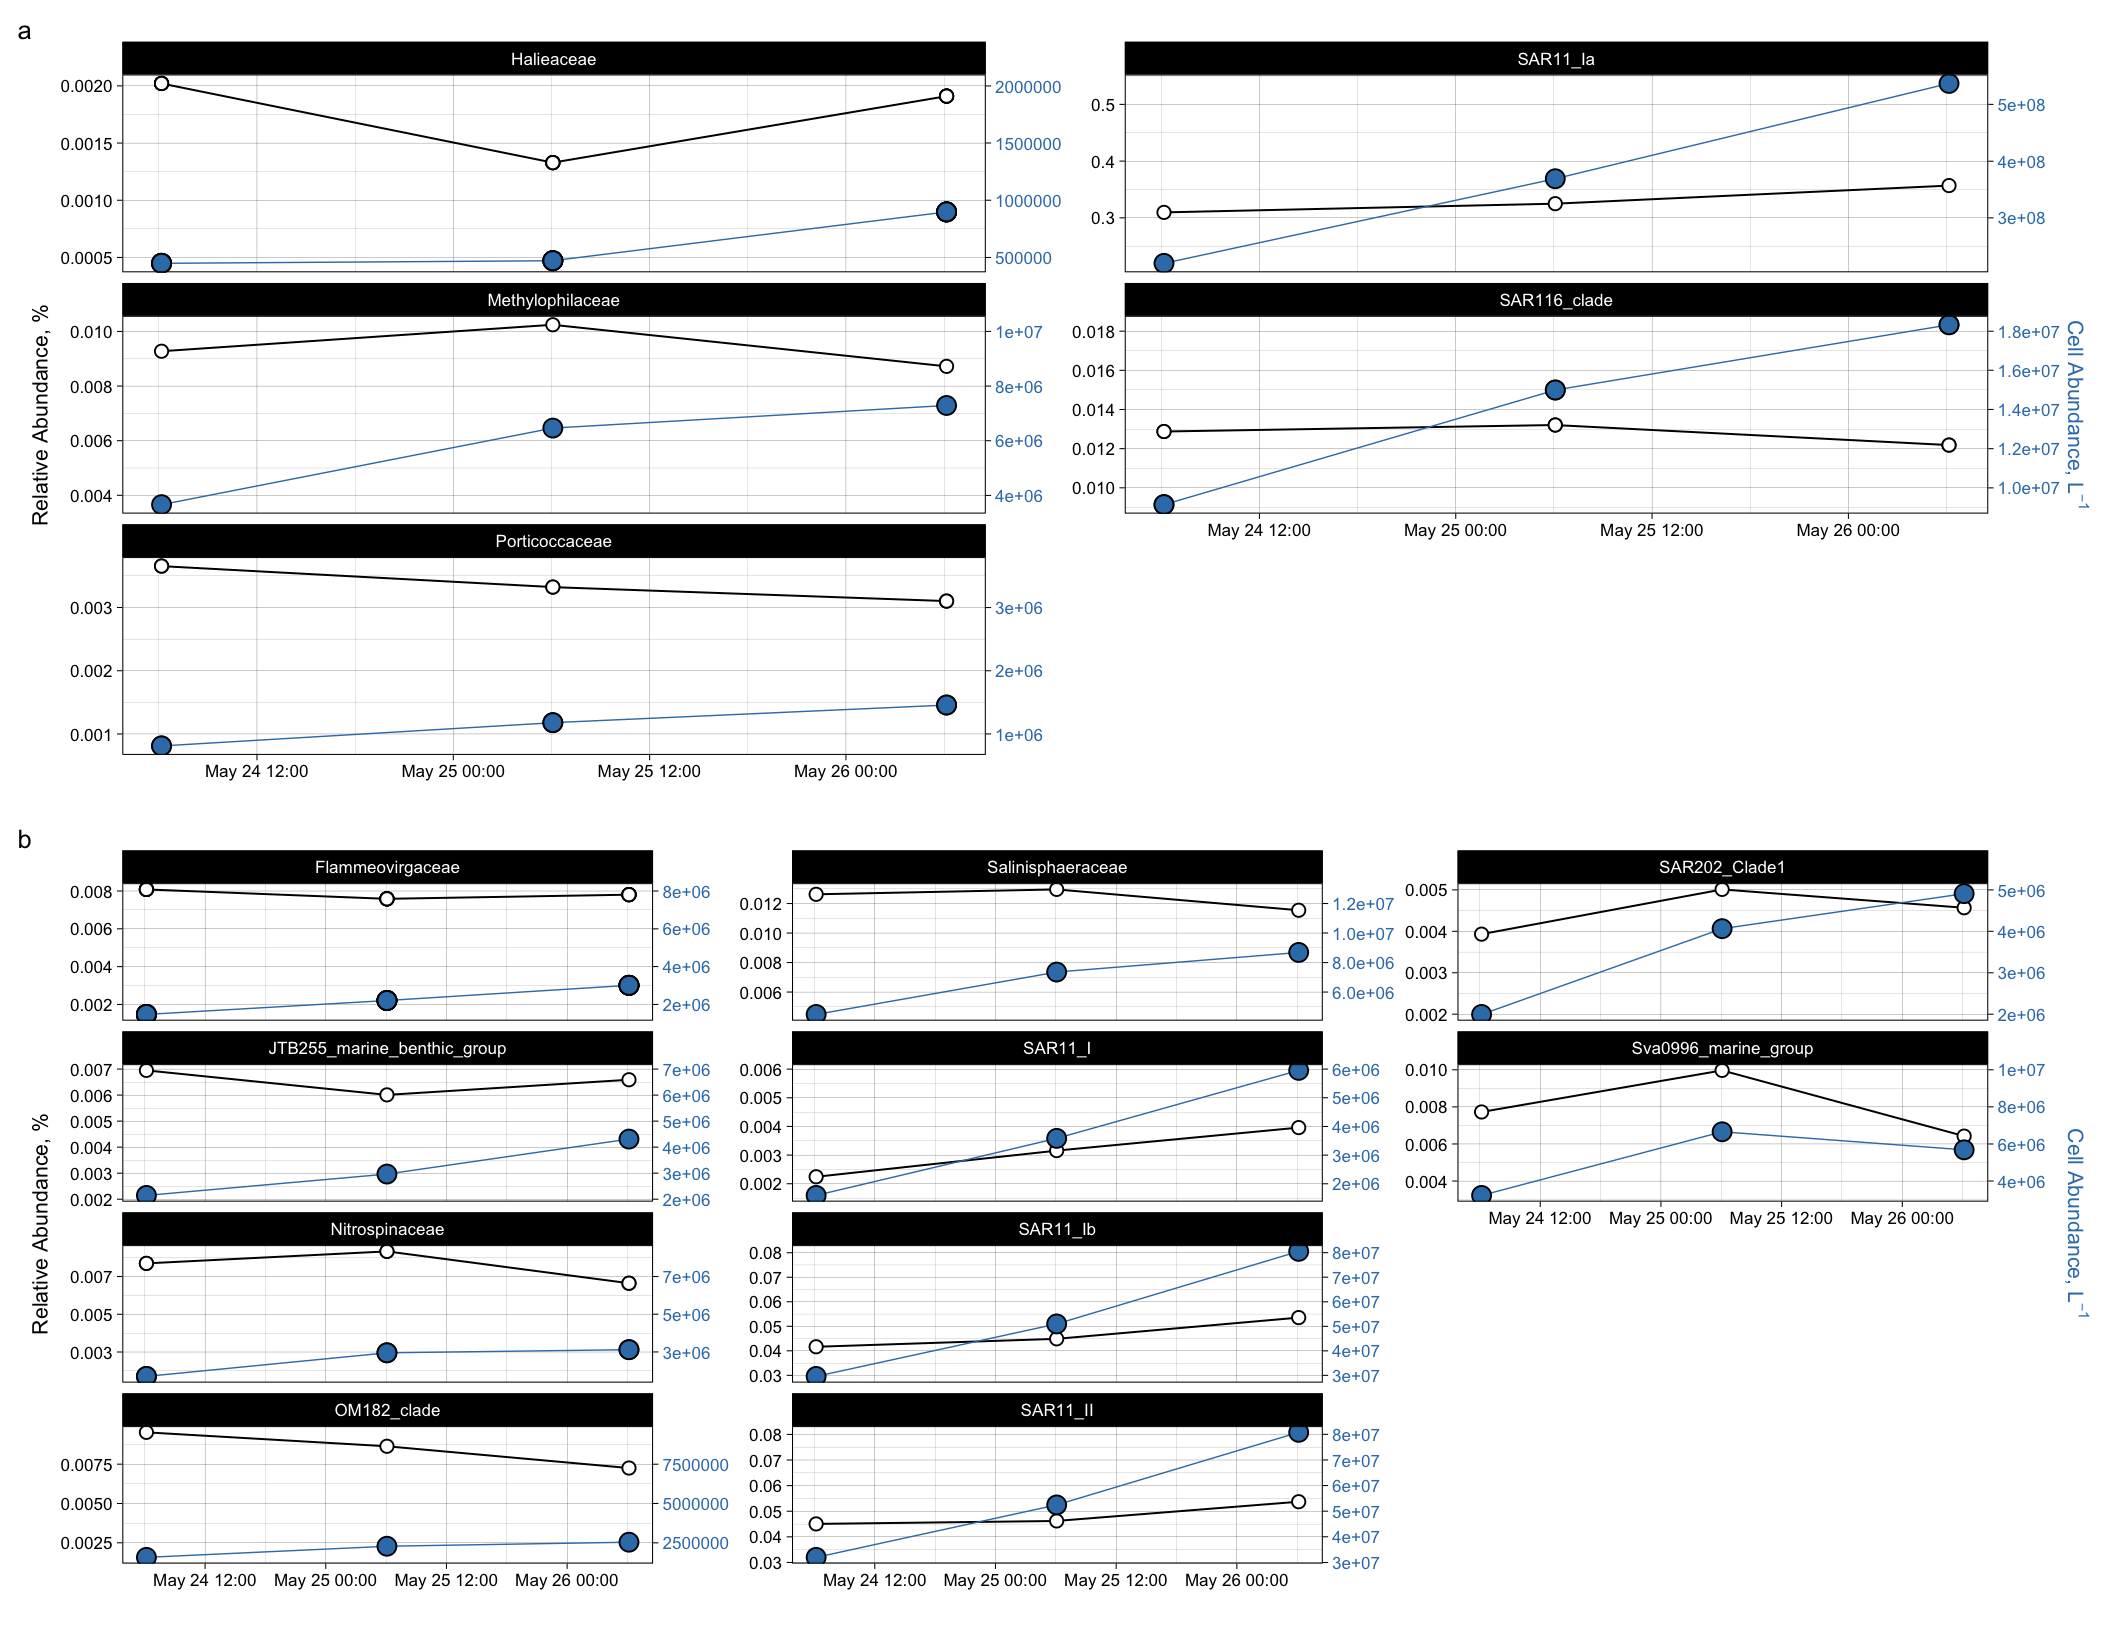 a
Halieaceae
0.0020
0.0015
0.0010
0.0005
2000000
1500000
1000000
500000
SAR11_Ia
0.5
0.4
0.3
5e+08
4e+08
3e+08
Methylophilaceae
0.010
0.008
0.006
0.004
1e+07
8e+06
6e+06
4e+06
SAR116_clade
0.018
0.016
0.014
0.012
0.010
1.8e+07
1.6e+07
1.4e+07
1.2e+07
1.0e+07
May 24 12:00 May 25 00:00 May 25 12:00 May 26 00:00
Porticoccaceae
0.003
0.002
0.001
3e+06
2e+06
1e+06
May 24 12:00 May 25 00:00 May 25 12:00 May 26 00:00
Relative Abundance, %
Cell Abundance, L⁻¹
b
Flammeovirgaceae
0.008
0.006
0.004
0.002
8e+06
6e+06
4e+06
2e+06
Salinisphaeraceae
0.012
0.010
0.008
0.006
1.2e+07
1.0e+07
8.0e+06
6.0e+06
SAR202_Clade1
0.005
0.004
0.003
0.002
5e+06
4e+06
3e+06
2e+06
JTB255_marine_benthic_group
0.007
0.006
0.005
0.004
0.003
0.002
7e+06
6e+06
5e+06
4e+06
3e+06
2e+06
SAR11_I
0.006
0.005
0.004
0.003
0.002
6e+06
5e+06
4e+06
3e+06
2e+06
Sva0996_marine_group
0.010
0.008
0.006
0.004
1e+07
8e+06
6e+06
4e+06
May 24 12:00 May 25 00:00 May 25 12:00 May 26 00:00
Nitrospinaceae
0.007
0.005
0.003
7e+06
5e+06
3e+06
SAR11_Ib
0.08
0.07
0.06
0.05
0.04
0.03
8e+07
7e+07
6e+07
5e+07
4e+07
3e+07
OM182_clade
0.0075
0.0050
0.0025
7500000
5000000
2500000
May 24 12:00 May 25 00:00 May 25 12:00 May 26 00:00
SAR11_II
0.08
0.07
0.06
0.05
0.04
0.03
8e+07
7e+07
6e+07
5e+07
4e+07
3e+07
May 24 12:00 May 25 00:00 May 25 12:00 May 26 00:00
Relative Abundance, %
Cell Abundance, L⁻¹